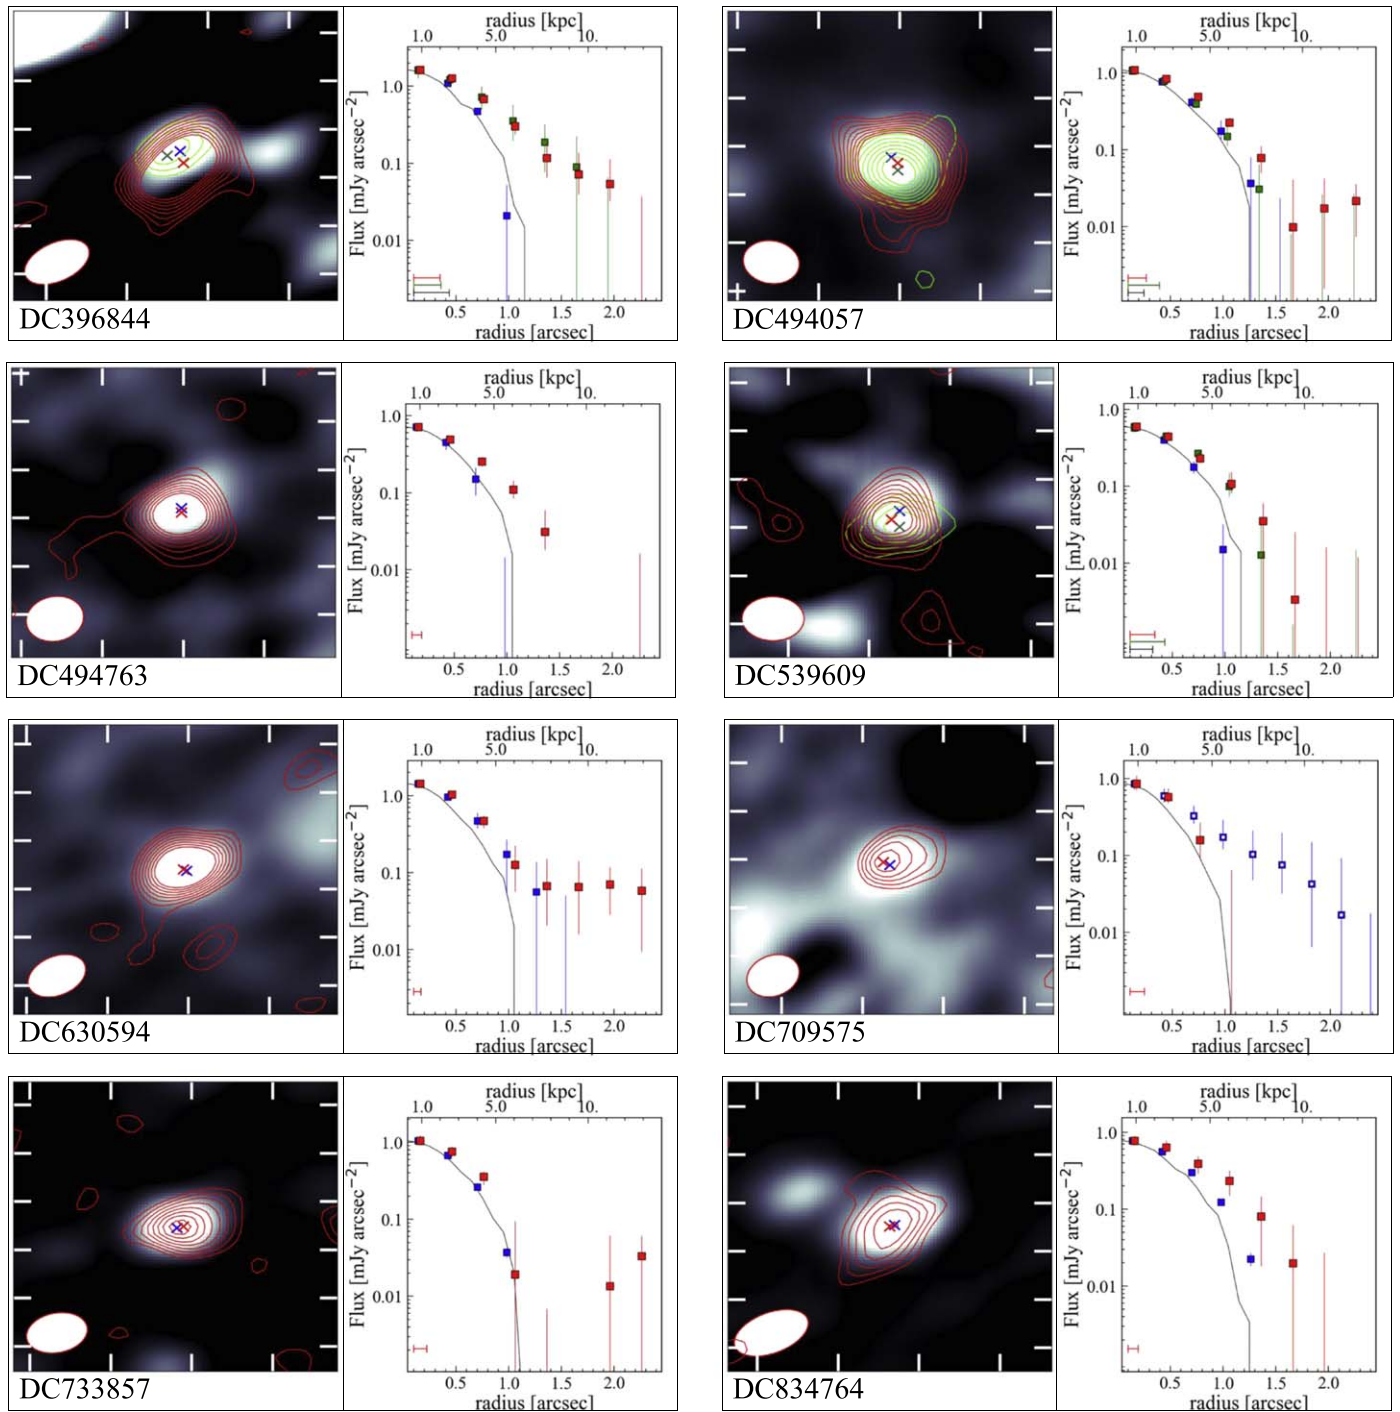 radius [kpc]
1.0 5.0 10.
Flux [mJy arcsec⁻²]
1.0
0.1
0.01
0.5 1.0 1.5 2.0
radius [arcsec]
DC396844
radius [kpc]
1.0 5.0 10.
Flux [mJy arcsec⁻²]
1.0
0.1
0.01
0.5 1.0 1.5 2.0
radius [arcsec]
DC494057
radius [kpc]
1.0 5.0 10.
Flux [mJy arcsec⁻²]
1.0
0.1
0.01
0.5 1.0 1.5 2.0
radius [arcsec]
DC494763
radius [kpc]
1.0 5.0 10.
Flux [mJy arcsec⁻²]
1.0
0.1
0.01
0.5 1.0 1.5 2.0
radius [arcsec]
DC539609
radius [kpc]
1.0 5.0 10.
Flux [mJy arcsec⁻²]
1.0
0.1
0.01
0.5 1.0 1.5 2.0
radius [arcsec]
DC630594
radius [kpc]
1.0 5.0 10.
Flux [mJy arcsec⁻²]
1.0
0.1
0.01
0.5 1.0 1.5 2.0
radius [arcsec]
DC709575
radius [kpc]
1.0 5.0 10.
Flux [mJy arcsec⁻²]
1.0
0.1
0.01
0.5 1.0 1.5 2.0
radius [arcsec]
DC733857
radius [kpc]
1.0 5.0 10.
Flux [mJy arcsec⁻²]
1.0
0.1
0.01
0.5 1.0 1.5 2.0
radius [arcsec]
DC834764